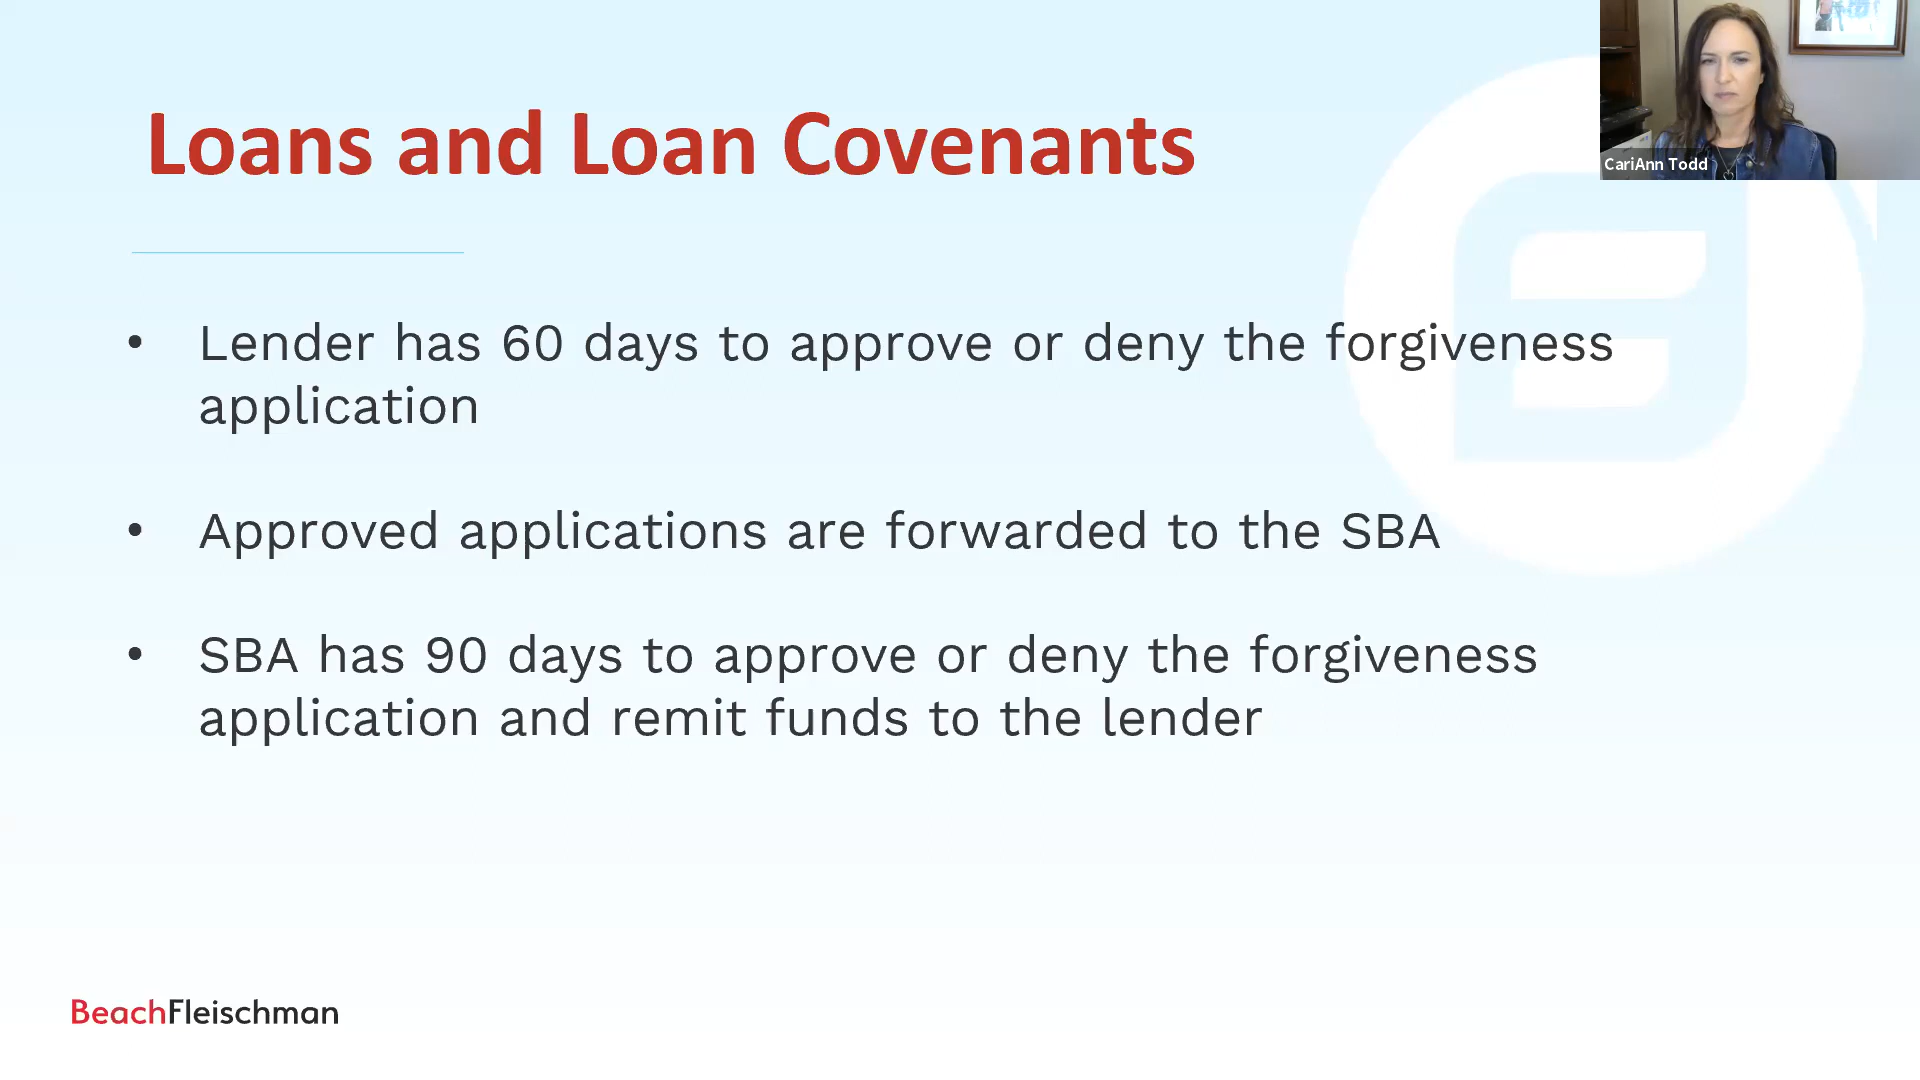 Loans and Loan Covenants
CariAnn Todd
• Lender has 60 days to approve or deny the forgiveness
application
• Approved applications are forwarded to the SBA
• SBA has 90 days to approve or deny the forgiveness
application and remit funds to the lender
BeachFleischman